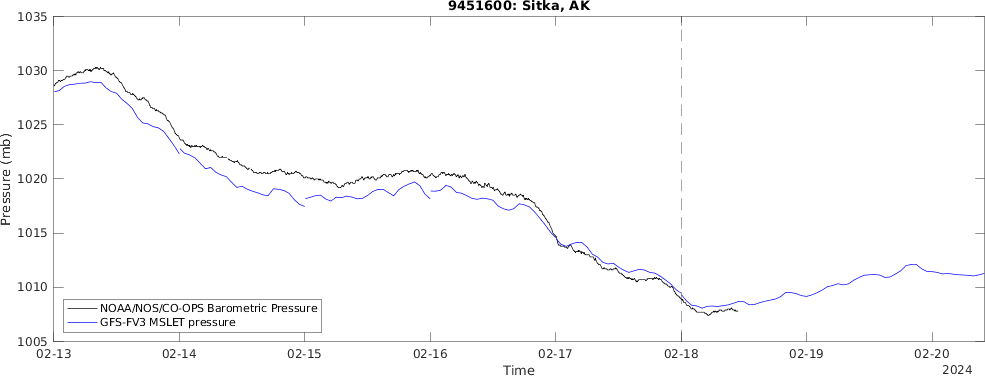 9451600: Sitka, AK
1035
1030
1025
1020
1015
1010
1005
Pressure (mb)
NOAA/NOS/CO-OPS Barometric Pressure
GFS-FV3 MSLET pressure
02-13 02-14 02-15 02-16 02-17 02-18 02-19 02-20
Time
2024